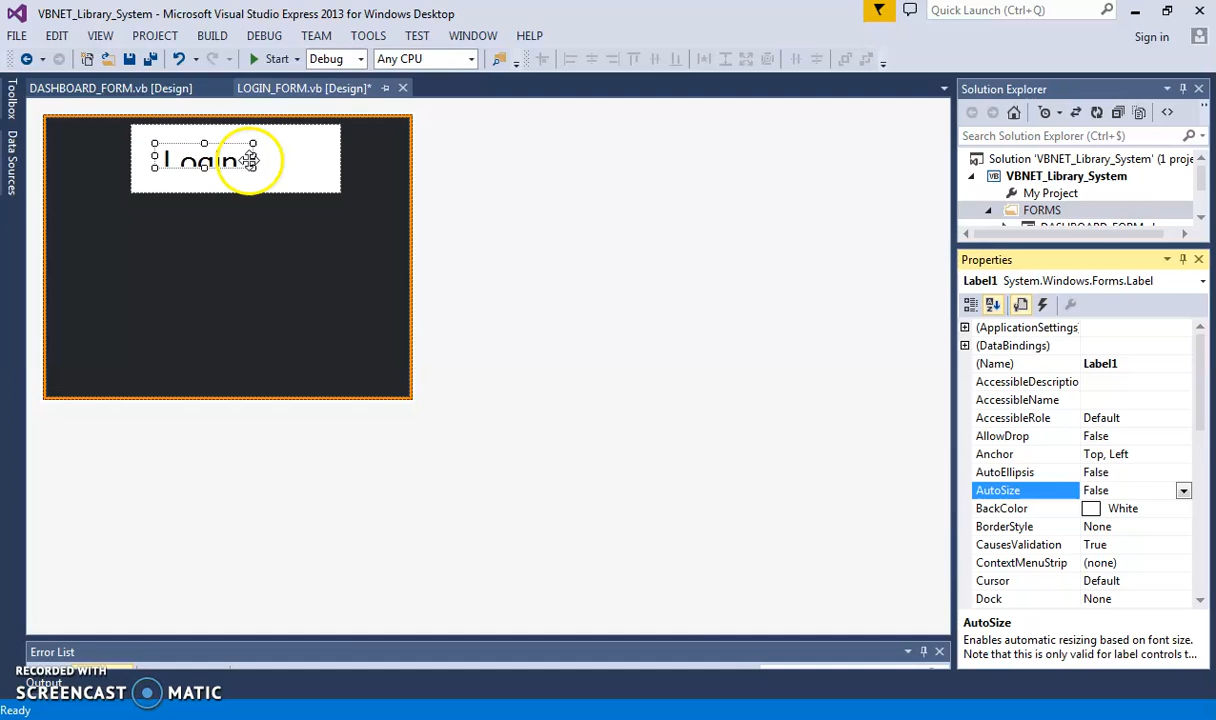 VBNET_Library_System - Microsoft Visual Studio Express 2013 for Windows Desktop
Quick Launch (Ctrl+Q)
FILE EDIT VIEW PROJECT BUILD DEBUG TEAM TOOLS TEST WINDOW HELP
Sign in
Start Debug Any CPU
Toolbox
Data Sources
DASHBOARD_FORM.vb [Design]
LOGIN_FORM.vb [Design]*
Login
Solution Explorer
Search Solution Explorer (Ctrl+)
Solution 'VBNET_Library_System' (1 proje
VBNET_Library_System
My Project
FORMS
Properties
Label1 System.Windows.Forms.Label
(ApplicationSettings)
(DataBindings)
(Name) Label1
AccessibleDescriptio
AccessibleName
AccessibleRole Default
AllowDrop False
Anchor Top, Left
AutoEllipsis False
AutoSize False
BackColor White
BorderStyle None
CausesValidation True
ContextMenuStrip (none)
Cursor Default
Dock None
AutoSize
Enables automatic resizing based on font size.
Note that this is only valid for label controls t...
Error List
Output
RECORDED WITH
SCREENCAST MATIC
Ready